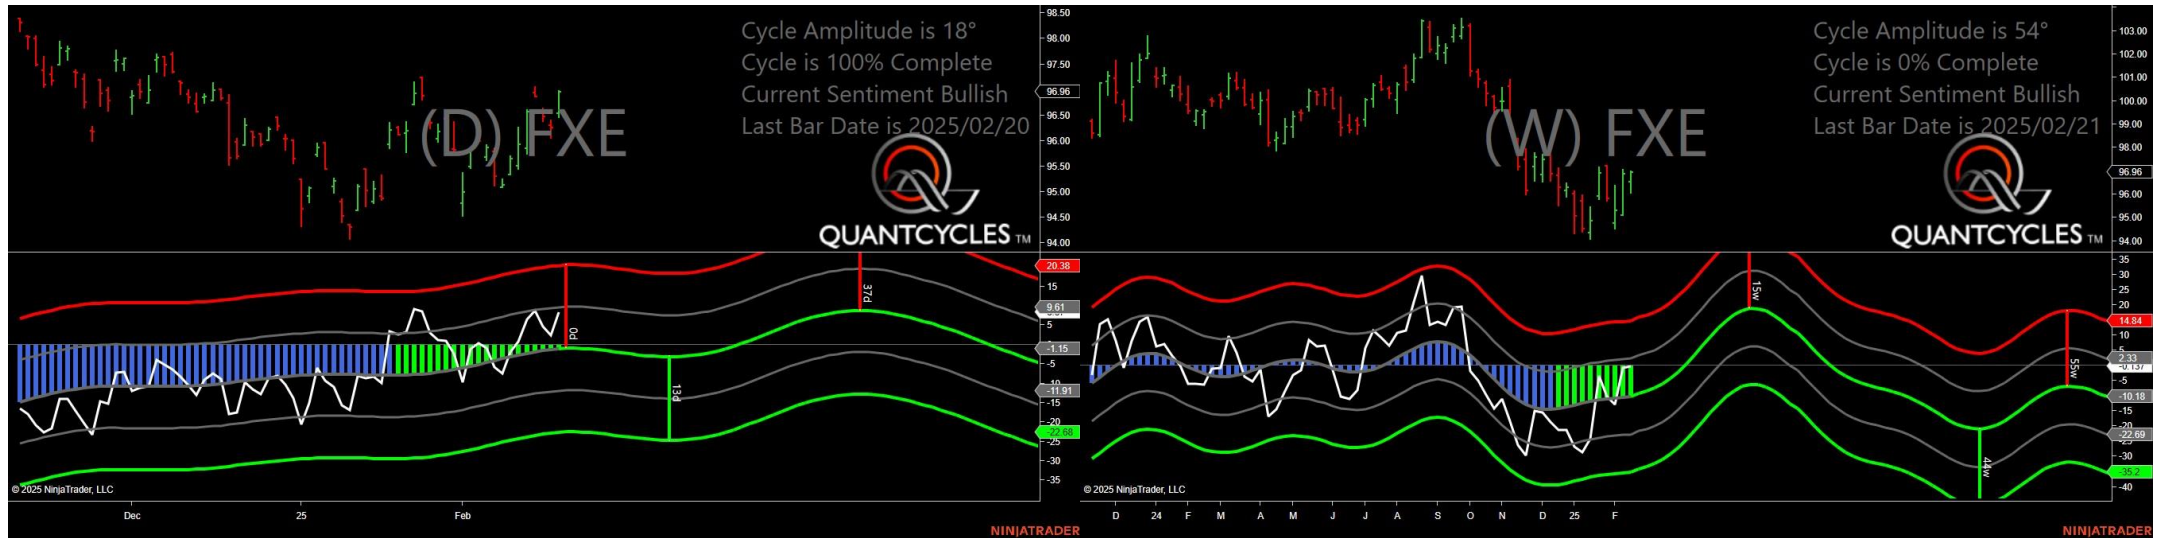 Cycle Amplitude is 18°
Cycle is 100% Complete
Current Sentiment Bullish
Last Bar Date is 2025/02/20
(D) FXE
QUANTCYCLES TM
98.50
98.00
97.50
96.96
96.50
96.00
95.50
95.00
94.50
94.00
20.38
15
9.61
5
-1.15
-5
-11.91
-15
-20
-22.68
-25
-30
-35
0d
13d
37d
© 2025 NinjaTrader, LLC
Dec
25
Feb
NINJATRADER
Cycle Amplitude is 54°
Cycle is 0% Complete
Current Sentiment Bullish
Last Bar Date is 2025/02/21
(W) FXE
QUANTCYCLES TM
103.00
102.00
101.00
100.00
99.00
98.00
96.96
96.00
95.00
94.00
35
30
25
20
14.84
10
2.33
-0.137
-5
-10.18
-15
-20
-22.69
-30
-35.2
-40
15w
44w
55w
© 2025 NinjaTrader, LLC
D
24
F
M
A
M
J
J
A
S
O
N
D
25
F
NINJATRADER